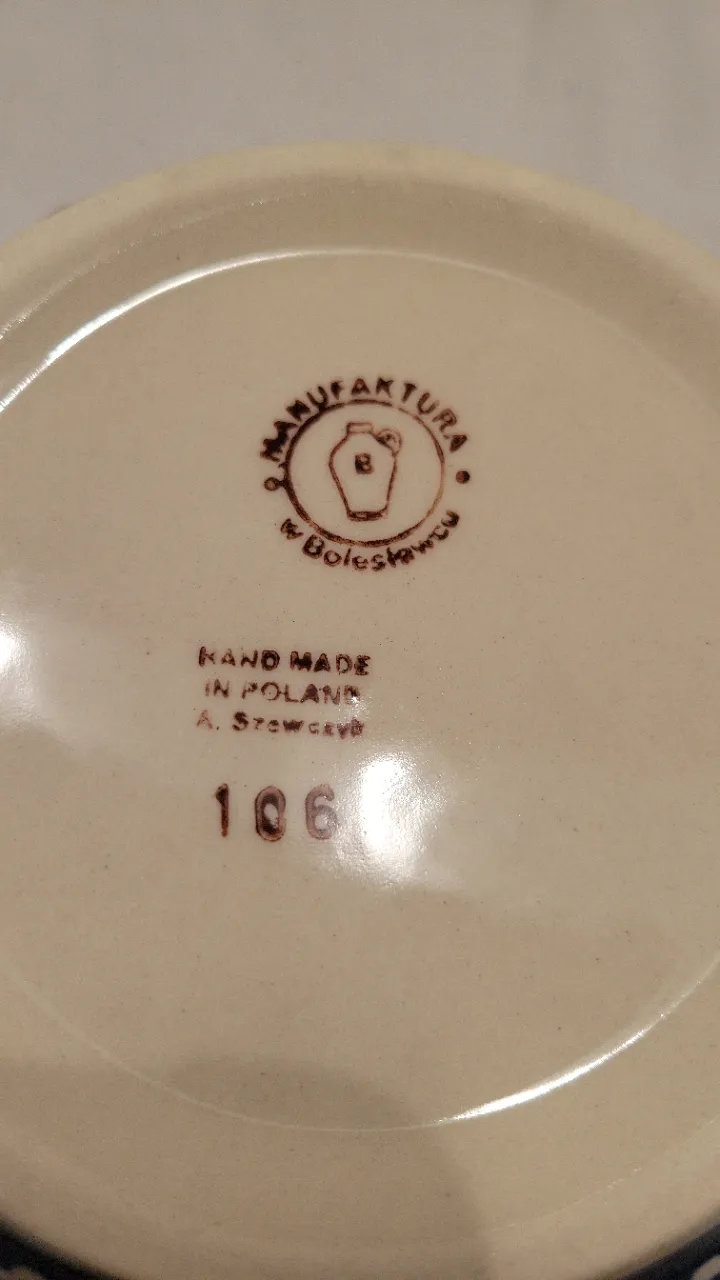 MANUFAKTURA
B
w Bolesławcu
HAND MADE
IN POLAND
A. Szewczyk
106